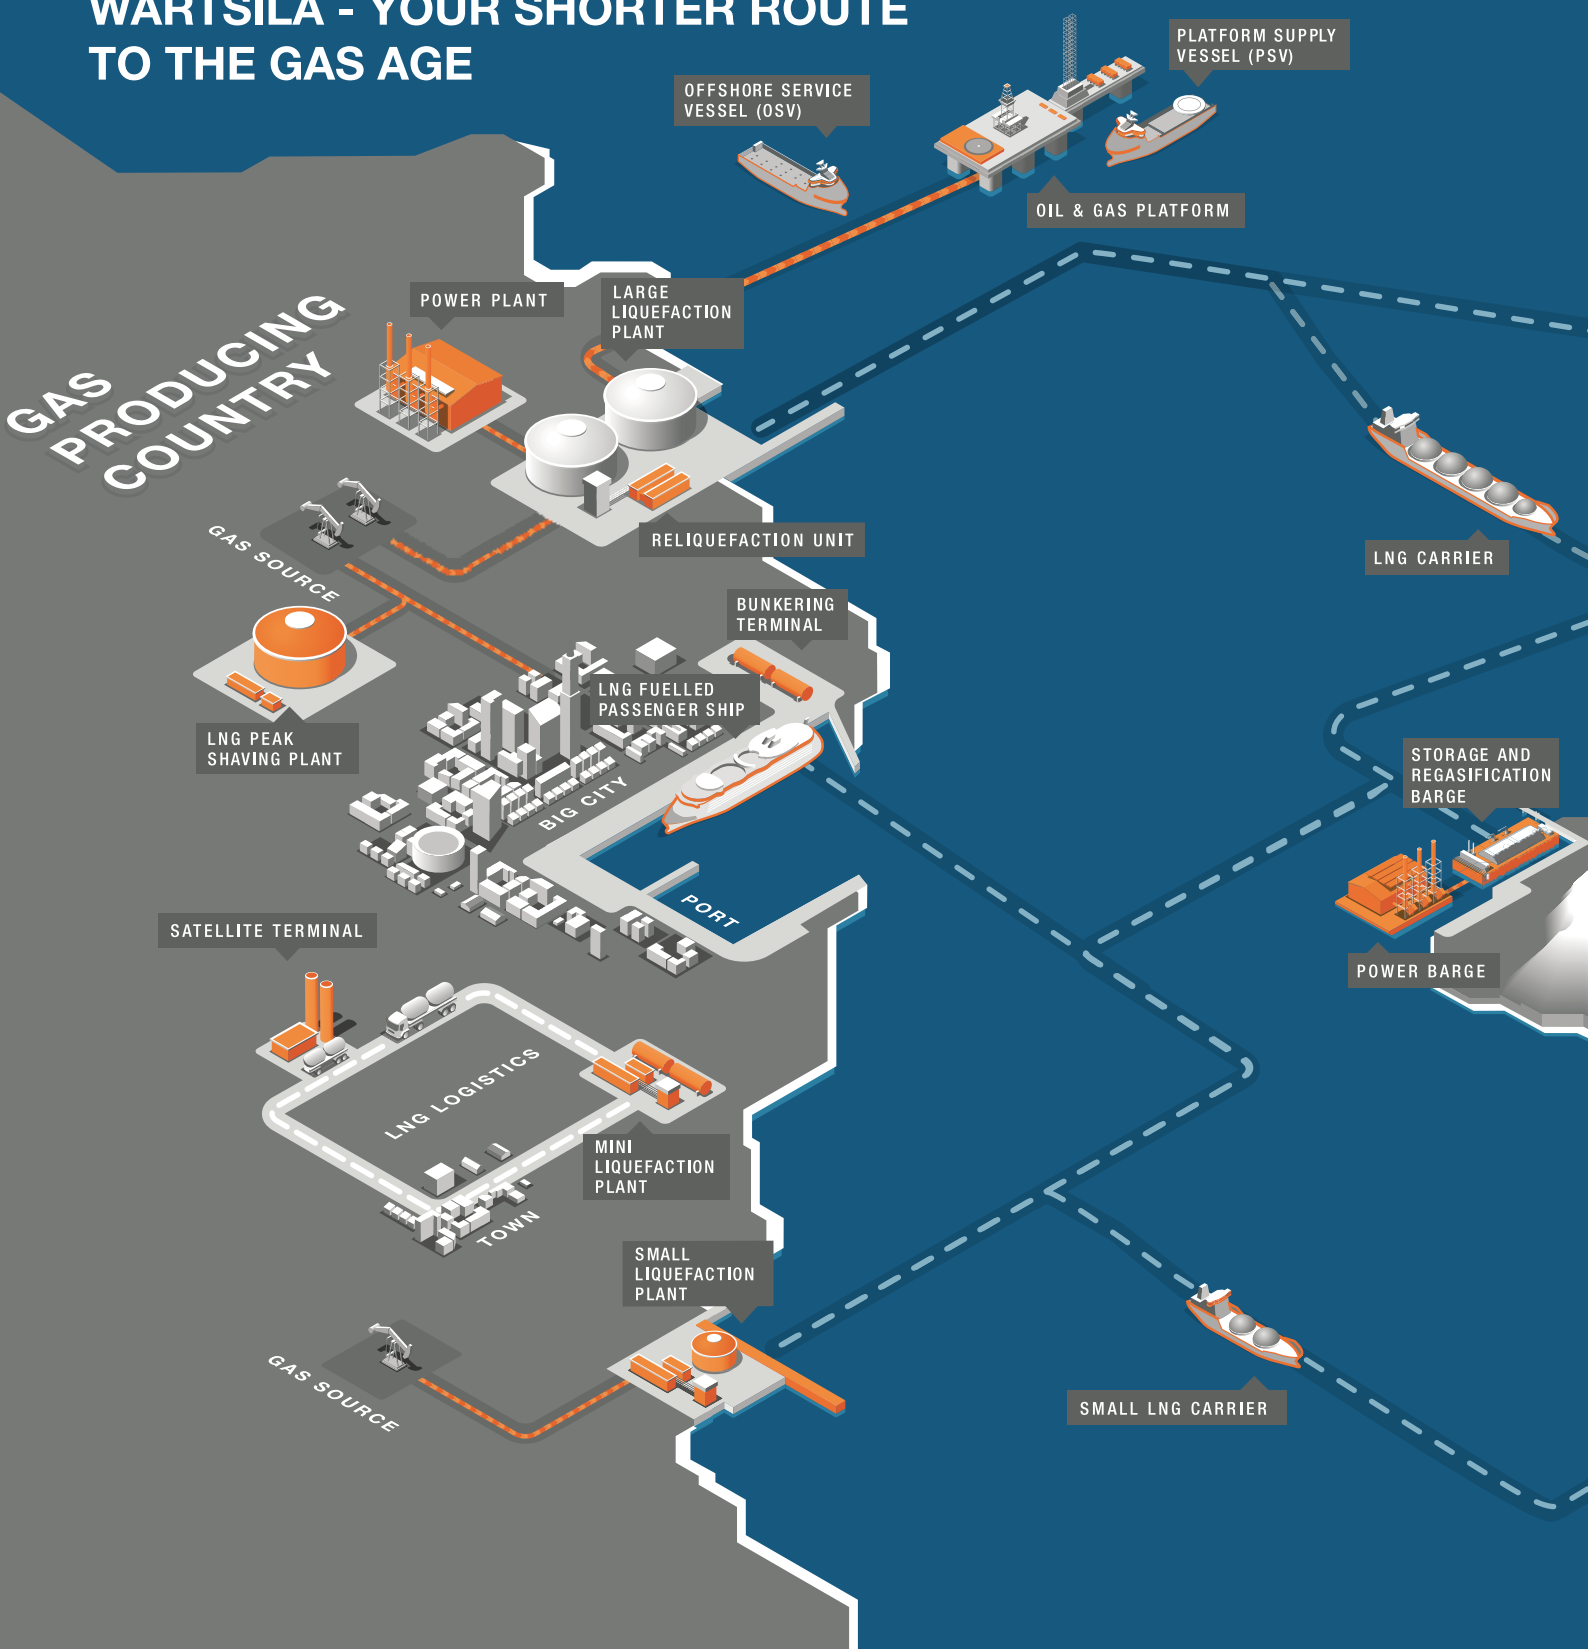 WÄRTSILÄ - YOUR SHORTER ROUTE
TO THE GAS AGE
PLATFORM SUPPLY
VESSEL (PSV)
OFFSHORE SERVICE
VESSEL (OSV)
OIL & GAS PLATFORM
POWER PLANT
LARGE
LIQUEFACTION
PLANT
GAS
PRODUCING
COUNTRY
GAS SOURCE
RELIQUEFACTION UNIT
LNG CARRIER
BUNKERING
TERMINAL
LNG FUELLED
PASSENGER SHIP
LNG PEAK
SHAVING PLANT
BIG CITY
STORAGE AND
REGASIFICATION
BARGE
PORT
SATELLITE TERMINAL
POWER BARGE
LNG LOGISTICS
MINI
LIQUEFACTION
PLANT
TOWN
SMALL
LIQUEFACTION
PLANT
GAS SOURCE
SMALL LNG CARRIER